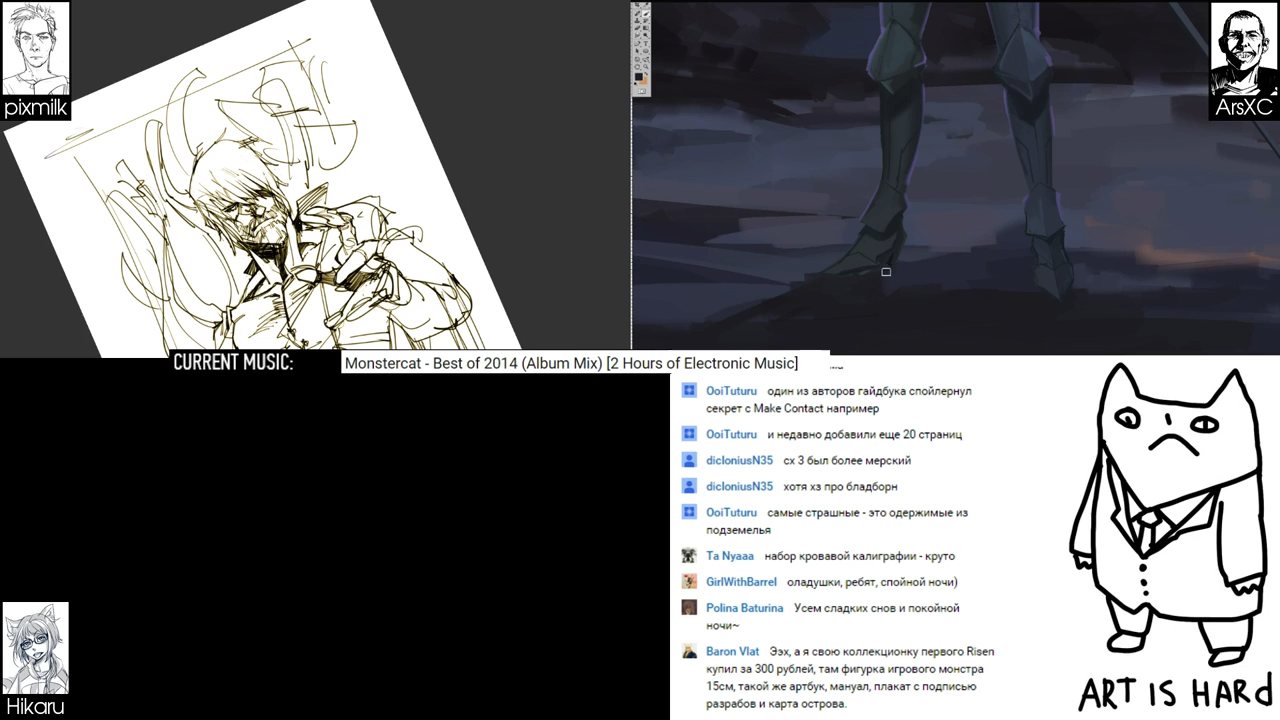 pixmilk
ArsXC
CURRENT MUSIC:
Monstercat - Best of 2014 (Album Mix) [2 Hours of Electronic Music]
OoiTuturu один из авторов гайдбука спойлернул
секрет с Make Contact например
OoiTuturu и недавно добавили еще 20 страниц
dicloniusN35 сх 3 был более мерский
dicloniusN35 хотя хз про бладборн
OoiTuturu самые страшные - это одержимые из
подземелья
Ta Nyaaa набор кровавой калиграфии - круто
GirlWithBarrel оладушки, ребят, спойной ночи)
Polina Baturina Усем сладких снов и покойной
ночи~
Baron Vlat Ээх, а я свою коллекционку первого Risen
купил за 300 рублей, там фигурка игрового монстра
15см, такой же артбук, мануал, плакат с подписью
разрабов и карта острова.
Hikaru
ART IS HARd